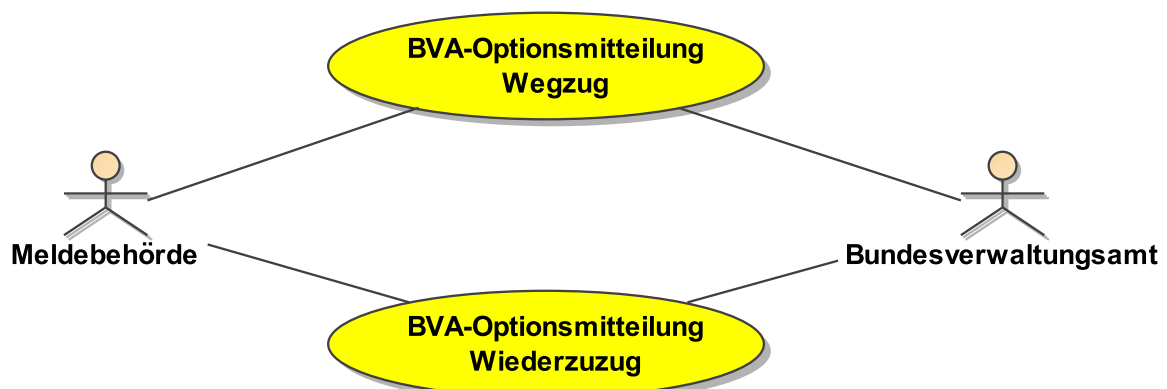 BVA-Optionsmitteilung
Wegzug
Meldebehörde
Bundesverwaltungsamt
BVA-Optionsmitteilung
Wiederzuzug